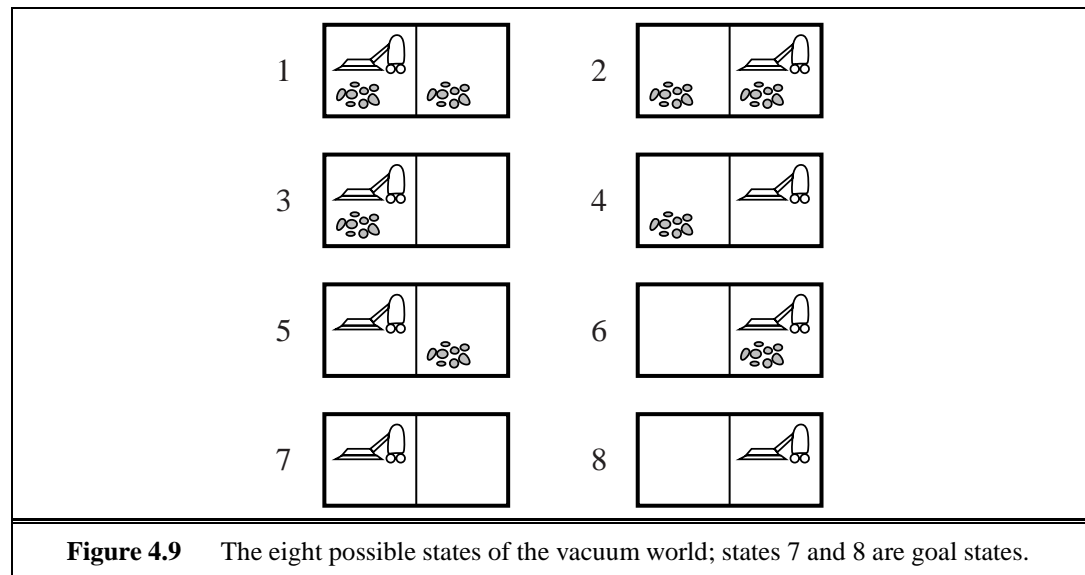 1 2
3 4
5 6
7 8
Figure 4.9 The eight possible states of the vacuum world; states 7 and 8 are goal states.